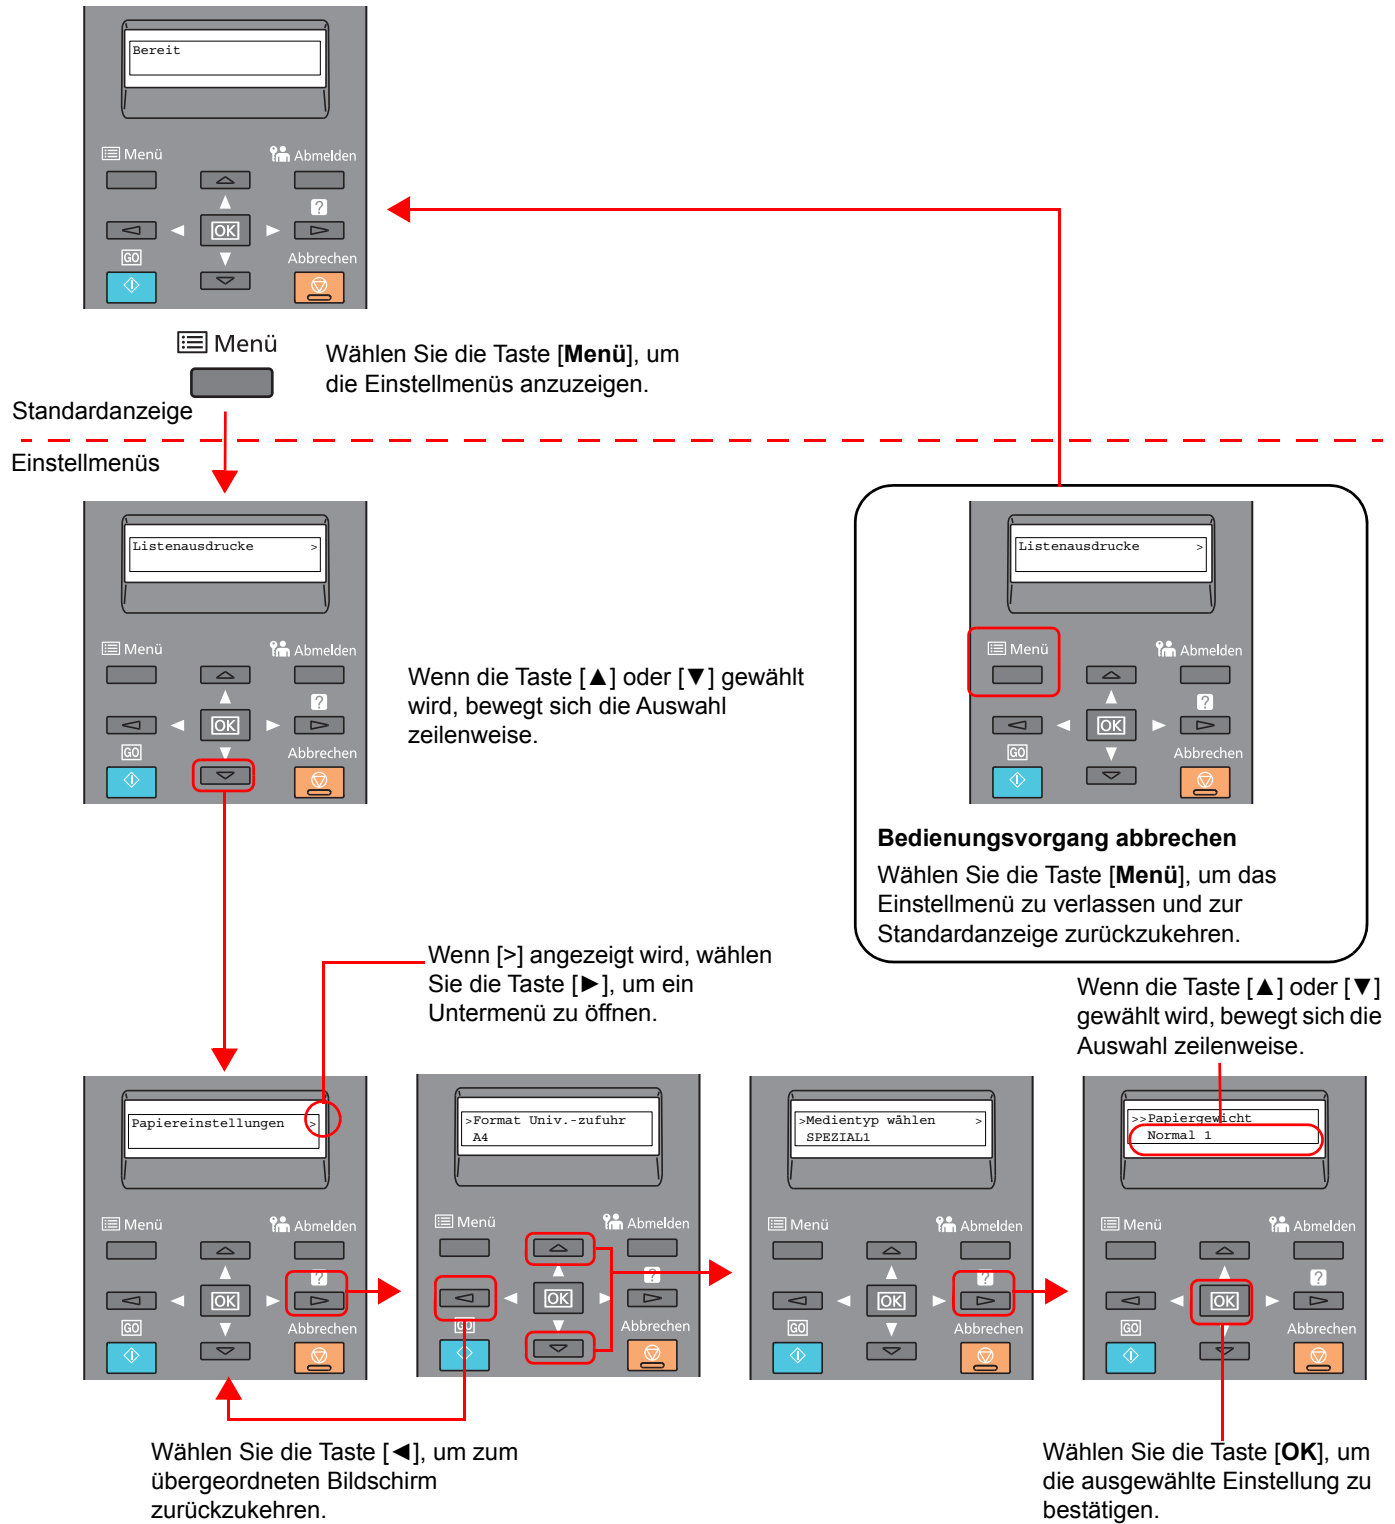 Bereit
Menü
Abmelden
?
OK
GO
Abbrechen
Menü
Wählen Sie die Taste [Menü], um
die Einstellmenüs anzuzeigen.
Standardanzeige
Einstellmenüs
Listenausdrucke >
Menü
Abmelden
?
OK
GO
Abbrechen
Wenn die Taste [▲] oder [▼] gewählt
wird, bewegt sich die Auswahl
zeilenweise.
Listenausdrucke >
Menü
Abmelden
?
OK
GO
Abbrechen
Bedienungsvorgang abbrechen
Wählen Sie die Taste [Menü], um das
Einstellmenü zu verlassen und zur
Standardanzeige zurückzukehren.
Wenn [>] angezeigt wird, wählen
Sie die Taste [►], um ein
Untermenü zu öffnen.
Wenn die Taste [▲] oder [▼]
gewählt wird, bewegt sich die
Auswahl zeilenweise.
Papiereinstellungen >
Menü
Abmelden
?
OK
GO
Abbrechen
>Format Univ.-zufuhr
A4
Menü
Abmelden
?
OK
GO
Abbrechen
>Medientyp wählen >
SPEZIAL1
Menü
Abmelden
?
OK
GO
Abbrechen
>>Papiergewicht
Normal 1
Menü
Abmelden
?
OK
GO
Abbrechen
Wählen Sie die Taste [◄], um zum
übergeordneten Bildschirm
zurückzukehren.
Wählen Sie die Taste [OK], um
die ausgewählte Einstellung zu
bestätigen.